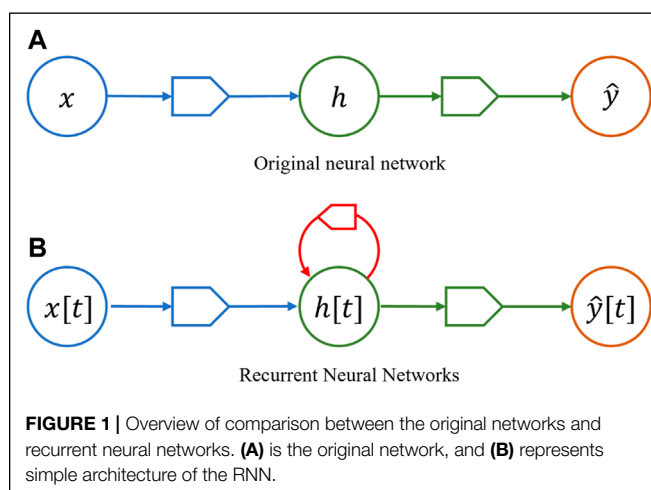 A
x h ŷ
Original neural network
B
x[t] h[t] ŷ[t]
Recurrent Neural Networks
FIGURE 1 | Overview of comparison between the original networks and
recurrent neural networks. (A) is the original network, and (B) represents
simple architecture of the RNN.